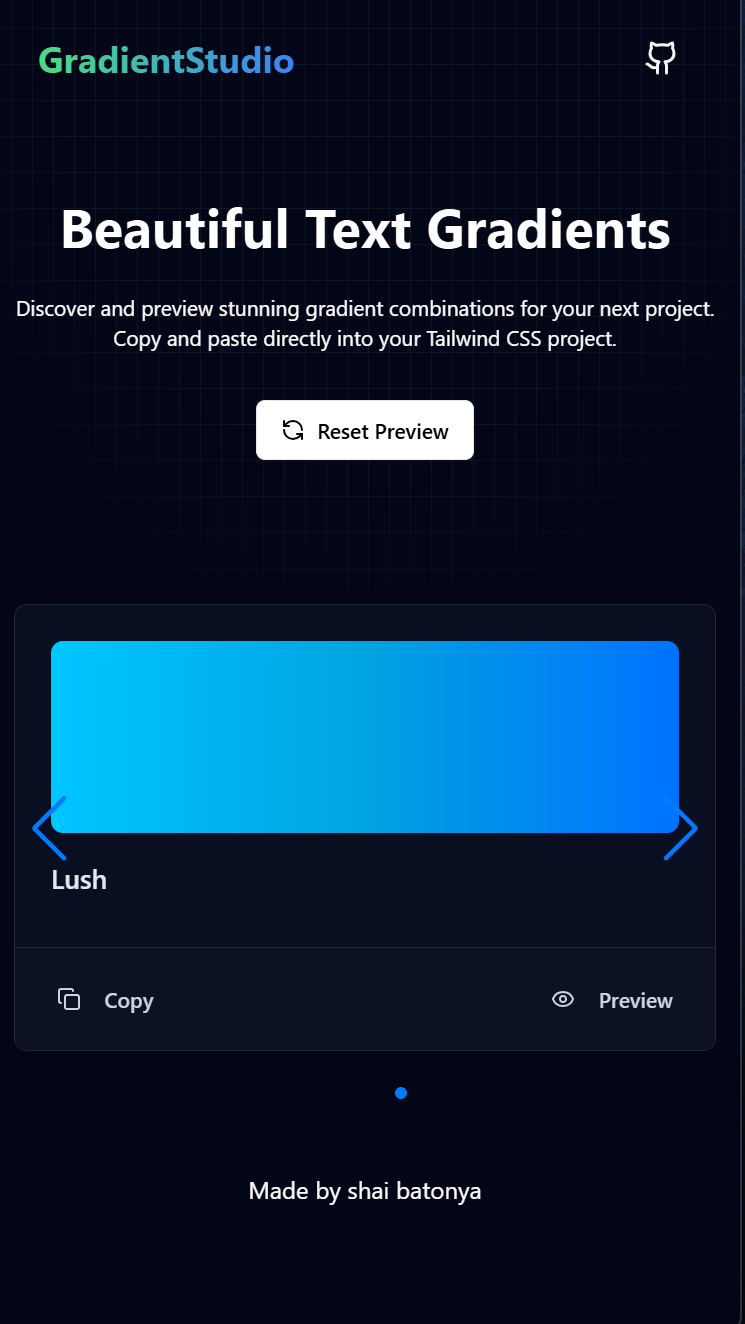 GradientStudio
Beautiful Text Gradients
Discover and preview stunning gradient combinations for your next project.
Copy and paste directly into your Tailwind CSS project.
Reset Preview
Lush
Copy
Preview
Made by shai batonya